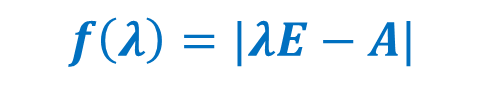 f(λ) = |λE − A|